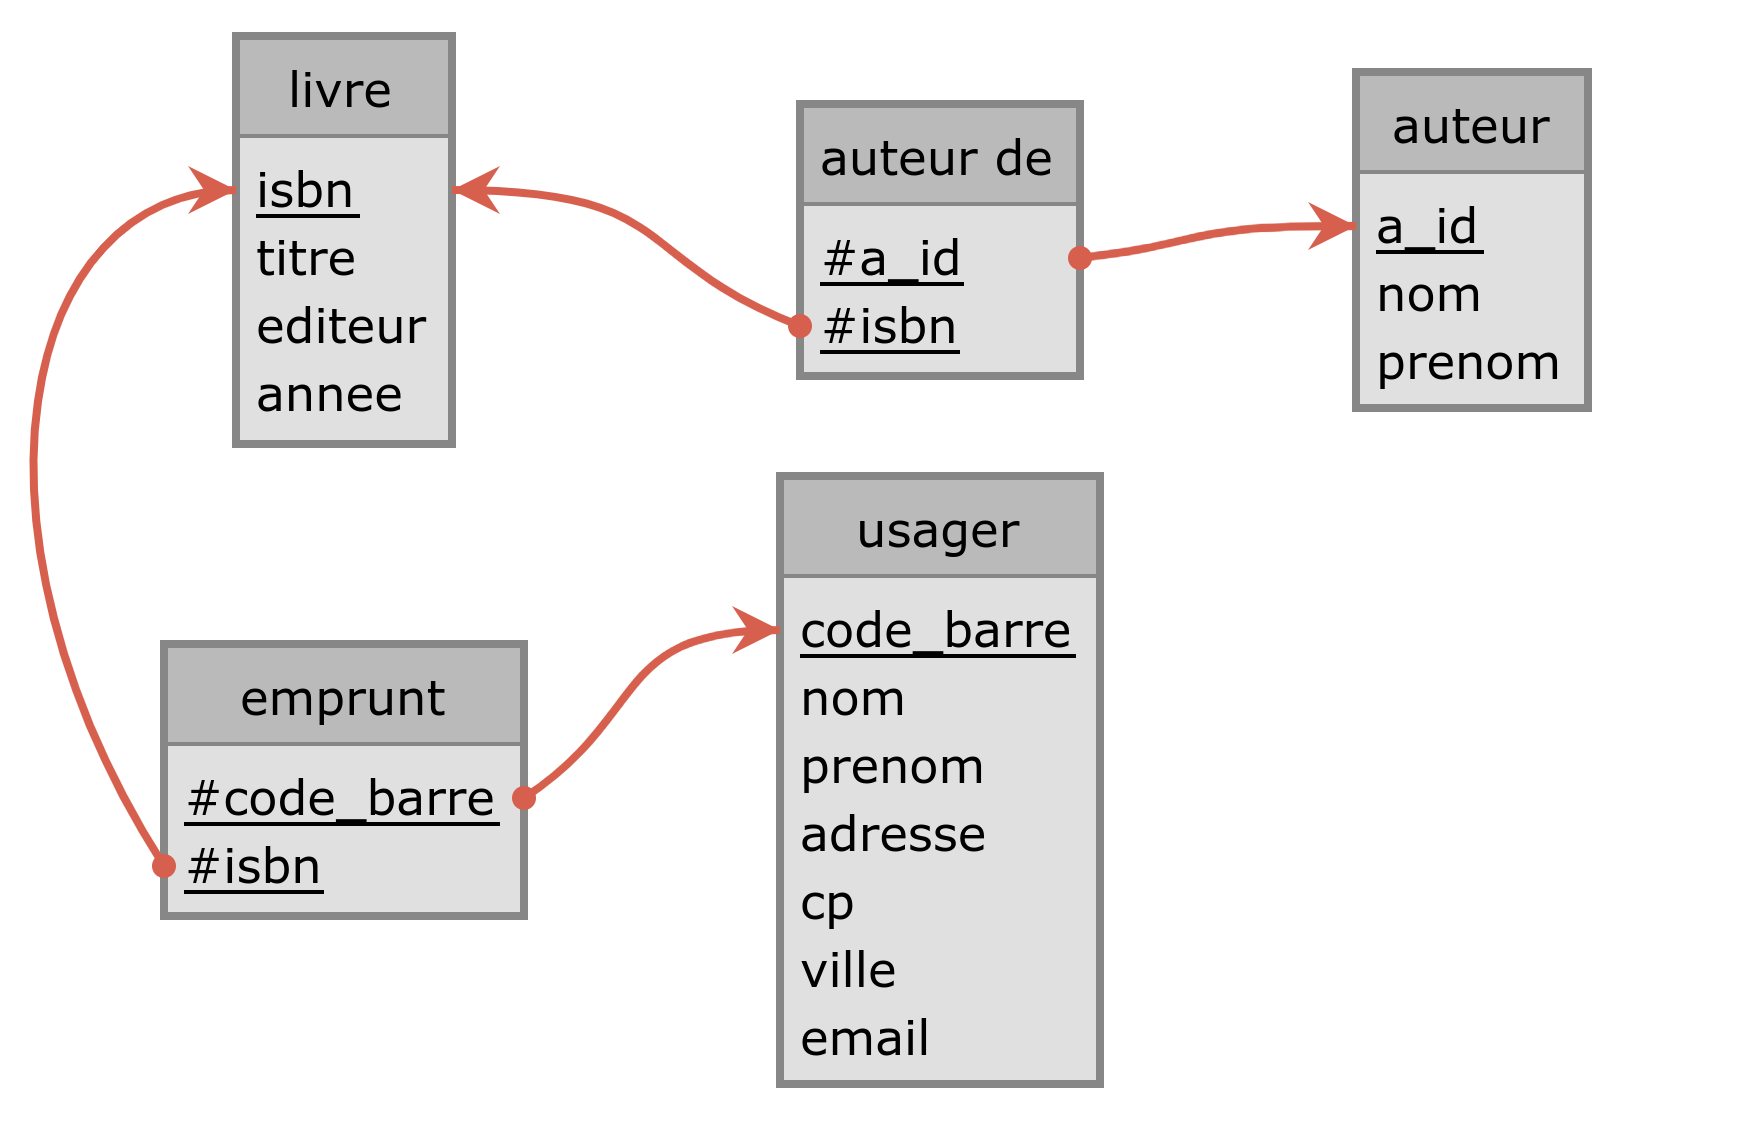 livre
isbn
titre
editeur
annee
auteur de
#a_id
#isbn
auteur
a_id
nom
prenom
emprunt
#code_barre
#isbn
usager
code_barre
nom
prenom
adresse
cp
ville
email